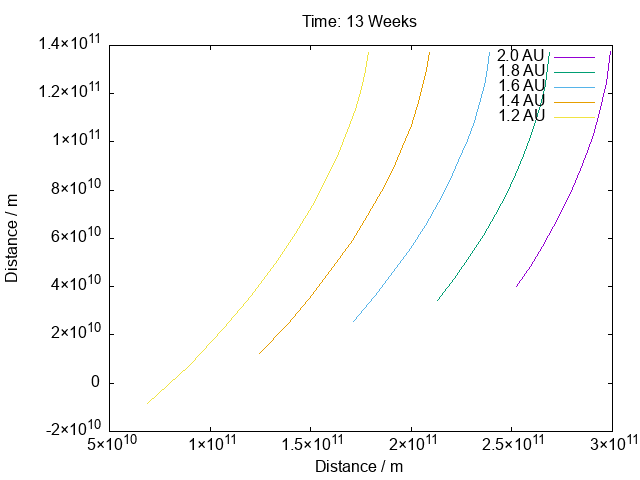 Time: 13 Weeks
1.4×10¹¹
1.2×10¹¹
1×10¹¹
8×10¹⁰
6×10¹⁰
4×10¹⁰
2×10¹⁰
0
-2×10¹⁰
Distance / m
2.0 AU
1.8 AU
1.6 AU
1.4 AU
1.2 AU
5×10¹⁰ 1×10¹¹ 1.5×10¹¹ 2×10¹¹ 2.5×10¹¹ 3×10¹¹
Distance / m